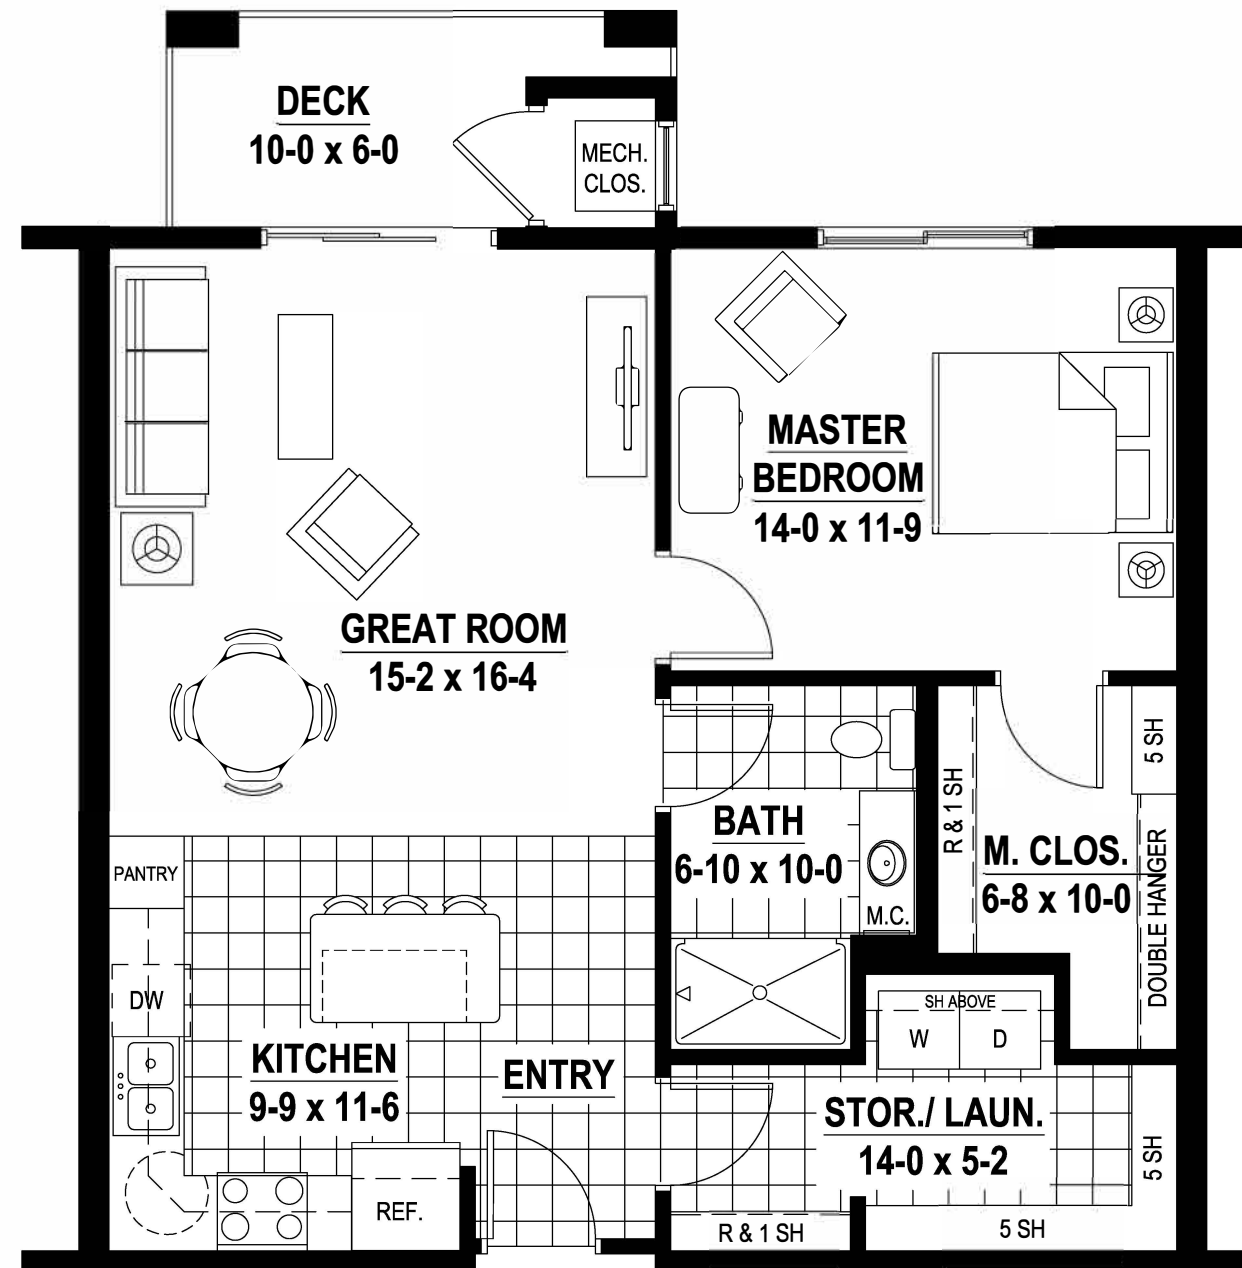 DECK
10-0 x 6-0
MECH.
CLOS.
MASTER
BEDROOM
14-0 x 11-9
GREAT ROOM
15-2 x 16-4
5 SH
R & 1 SH
BATH
6-10 x 10-0
M. CLOS.
6-8 x 10-0
DOUBLE HANGER
PANTRY
M.C.
DW
SH ABOVE
W
D
KITCHEN
9-9 x 11-6
ENTRY
STOR./ LAUN.
14-0 x 5-2
5 SH
REF.
R & 1 SH
5 SH